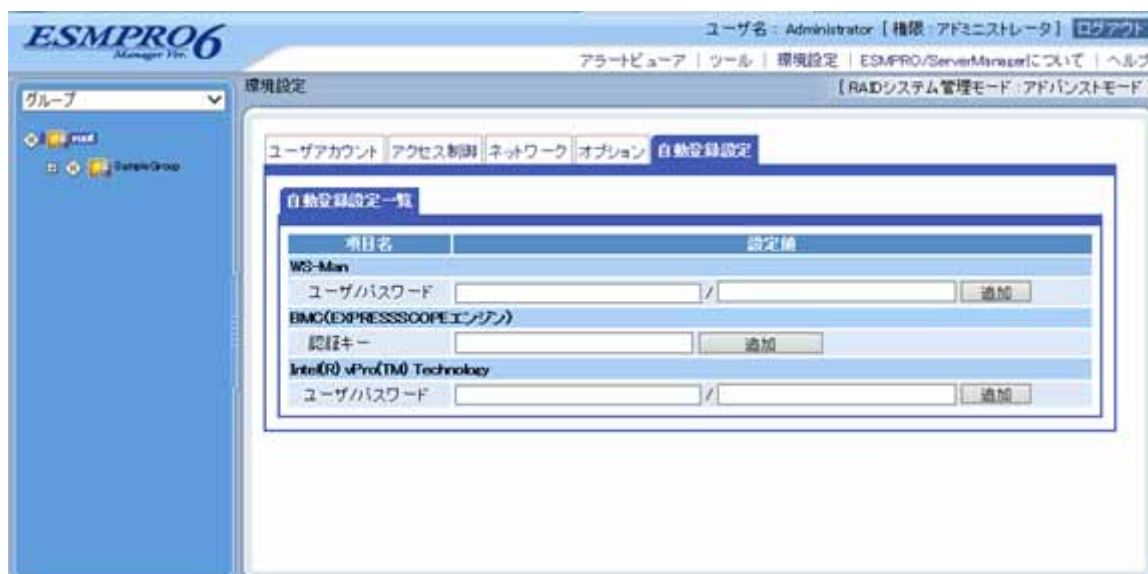 ESMPRO6
Manager Ver.
ユーザ名 : Administrator 【 権限 : アドミニストレータ 】 ログアウト
アラートビューア | ツール | 環境設定 | ESMPRO/ServerManagerについて | ヘルプ
グループ
環境設定
【 RAIDシステム管理モード : アドバンストモード
root
SampleGroup
ユーザアカウント アクセス制御 ネットワーク オプション 自動登録設定
自動登録設定一覧
項目名 設定値
WS-Man
ユーザ/パスワード / 追加
BMC(EXPRESSSCOPEエンジン)
認証キー 追加
Intel(R) vPro(TM) Technology
ユーザ/パスワード / 追加